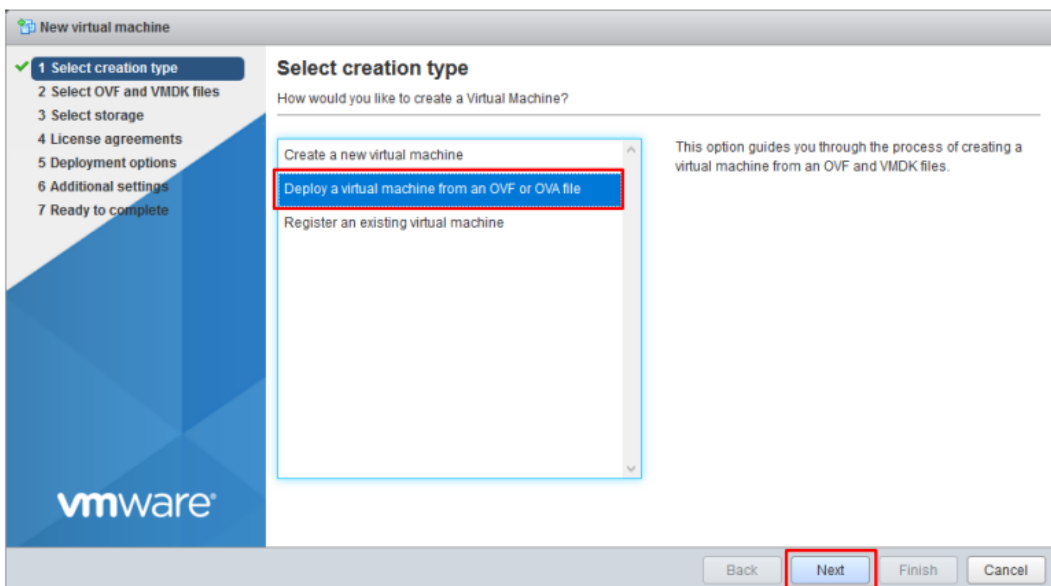 New virtual machine
1 Select creation type
2 Select OVF and VMDK files
3 Select storage
4 License agreements
5 Deployment options
6 Additional settings
7 Ready to complete
vmware®
Select creation type
How would you like to create a Virtual Machine?
Create a new virtual machine
Deploy a virtual machine from an OVF or OVA file
Register an existing virtual machine
This option guides you through the process of creating a
virtual machine from an OVF and VMDK files.
Back
Next
Finish
Cancel